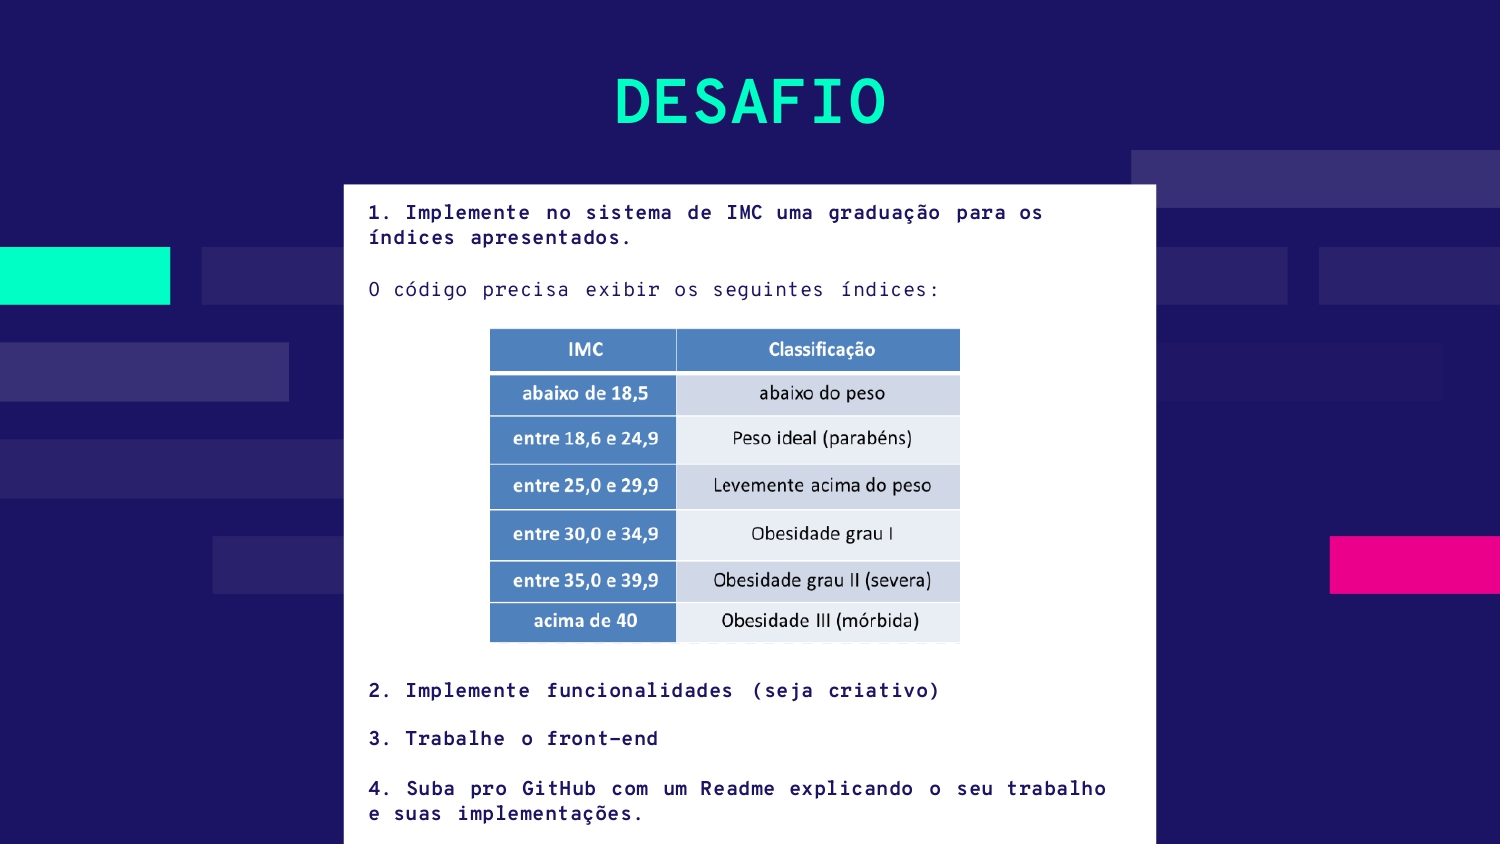 DESAFIO
1. Implemente no sistema de IMC uma graduação para os
índices apresentados.
O código precisa exibir os seguintes índices:
IMC Classificação
abaixo de 18,5 abaixo do peso
entre 18,6 e 24,9 Peso ideal (parabéns)
entre 25,0 e 29,9 Levemente acima do peso
entre 30,0 e 34,9 Obesidade grau I
entre 35,0 e 39,9 Obesidade grau II (severa)
acima de 40 Obesidade III (mórbida)
2. Implemente funcionalidades (seja criativo)
3. Trabalhe o front-end
4. Suba pro GitHub com um Readme explicando o seu trabalho
e suas implementações.